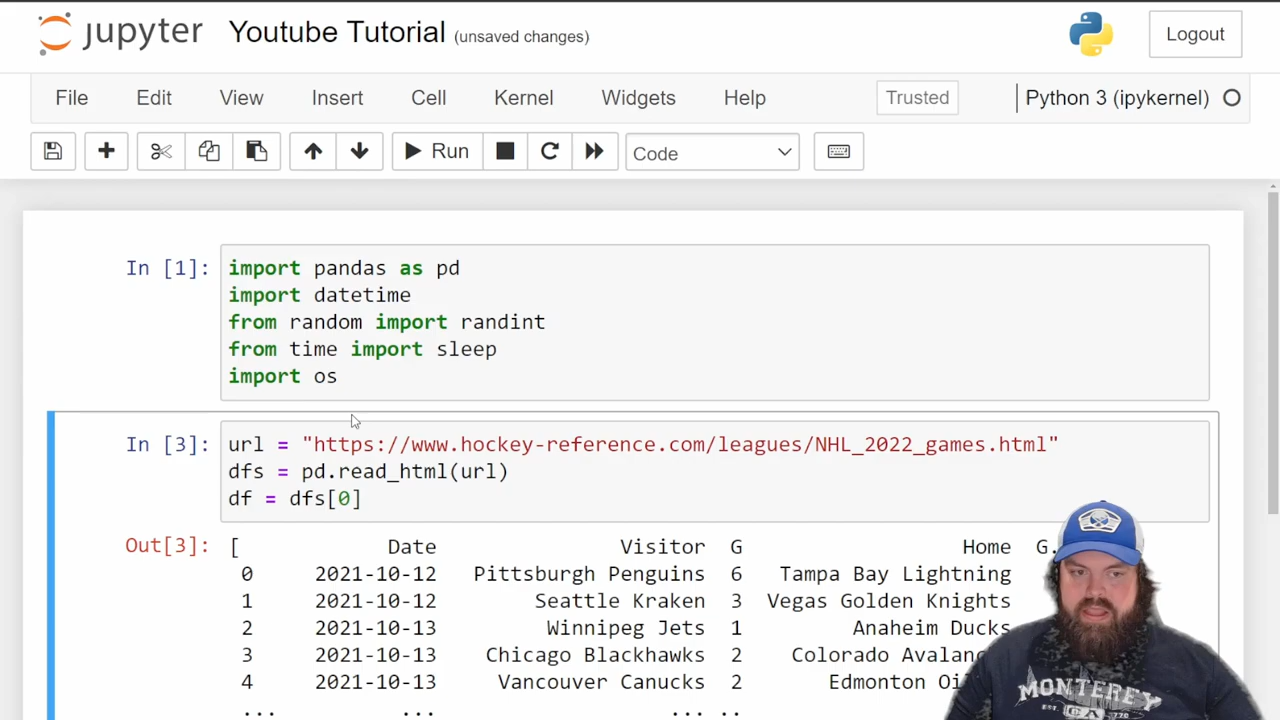 jupyter Youtube Tutorial (unsaved changes) Logout
File Edit View Insert Cell Kernel Widgets Help Trusted Python 3 (ipykernel)
Run Code
In [1]: import pandas as pd
import datetime
from random import randint
from time import sleep
import os
In [3]: url = "https://www.hockey-reference.com/leagues/NHL_2022_games.html"
dfs = pd.read_html(url)
df = dfs[0]
Out[3]: [ Date Visitor G Home G.
0 2021-10-12 Pittsburgh Penguins 6 Tampa Bay Lightning
1 2021-10-12 Seattle Kraken 3 Vegas Golden Knights
2 2021-10-13 Winnipeg Jets 1 Anaheim Ducks
3 2021-10-13 Chicago Blackhawks 2 Colorado
4 2021-10-13 Vancouver Canucks 2 Edmonton
... ... ... ..
MONTEREY